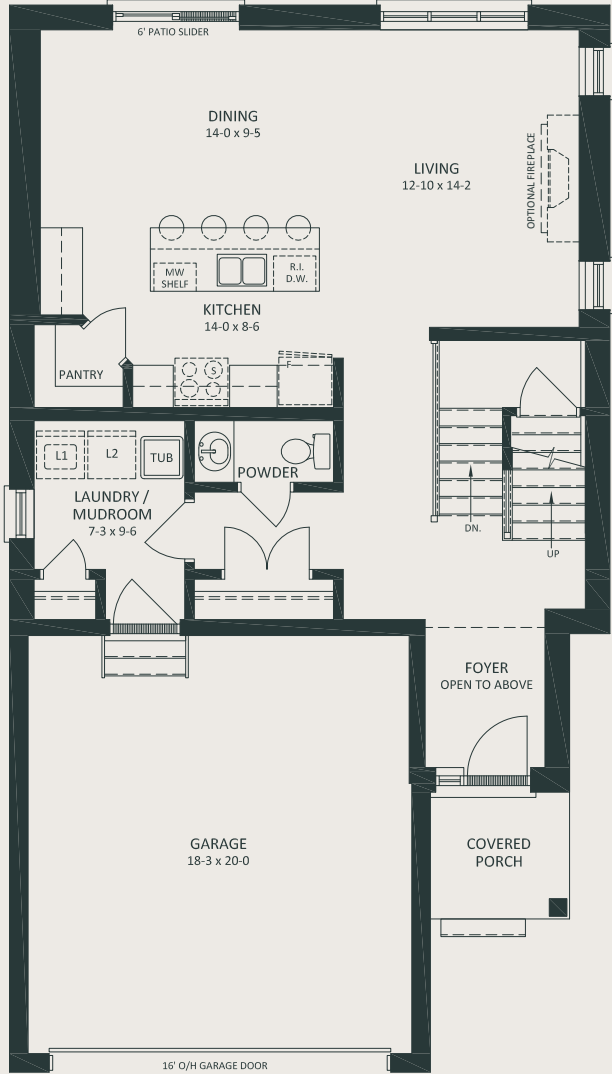 6' PATIO SLIDER
DINING
14-0 x 9-5
LIVING
12-10 x 14-2
OPTIONAL FIREPLACE
MW
SHELF
R.I.
D.W.
KITCHEN
14-0 x 8-6
S
F
PANTRY
L1
L2
TUB
POWDER
LAUNDRY /
MUDROOM
7-3 x 9-6
DN.
UP
FOYER
OPEN TO ABOVE
GARAGE
18-3 x 20-0
COVERED
PORCH
16' O/H GARAGE DOOR